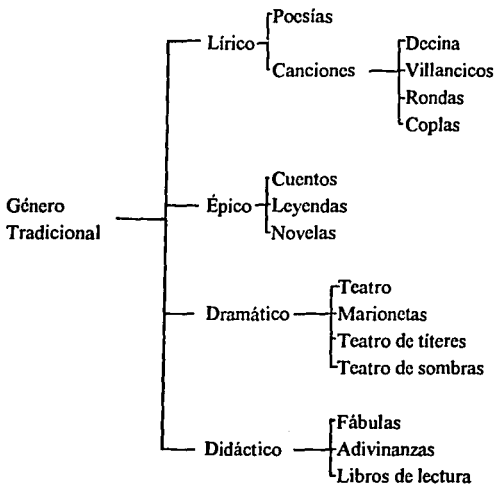 Género
Tradicional
Lírico
Poesías
Canciones
Decina
Villancicos
Rondas
Coplas
Épico
Cuentos
Leyendas
Novelas
Dramático
Teatro
Marionetas
Teatro de títeres
Teatro de sombras
Didáctico
Fábulas
Adivinanzas
Libros de lectura